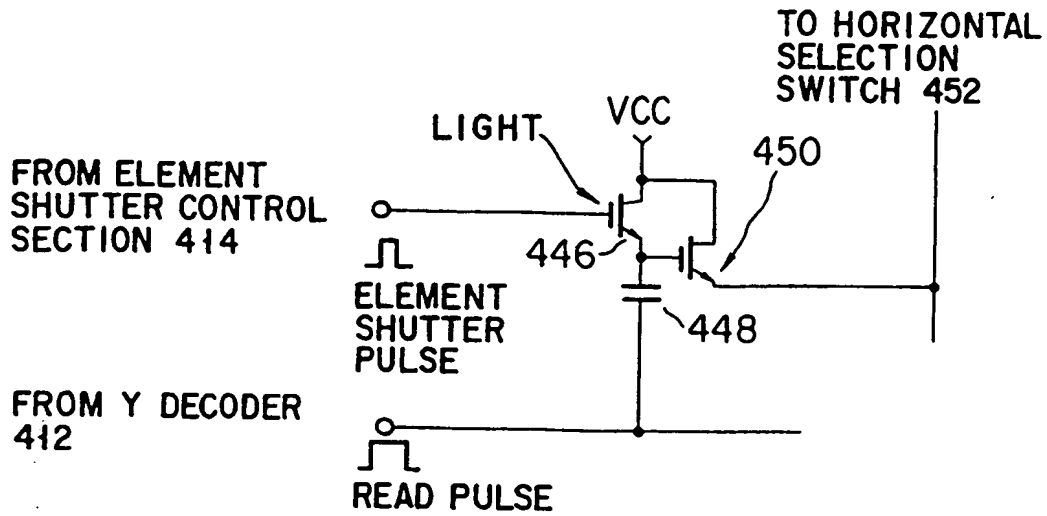 TO HORIZONTAL
SELECTION
SWITCH 452
VCC
LIGHT
450
FROM ELEMENT
SHUTTER CONTROL
SECTION 414
446
ELEMENT
SHUTTER
PULSE
448
FROM Y DECODER
412
READ PULSE